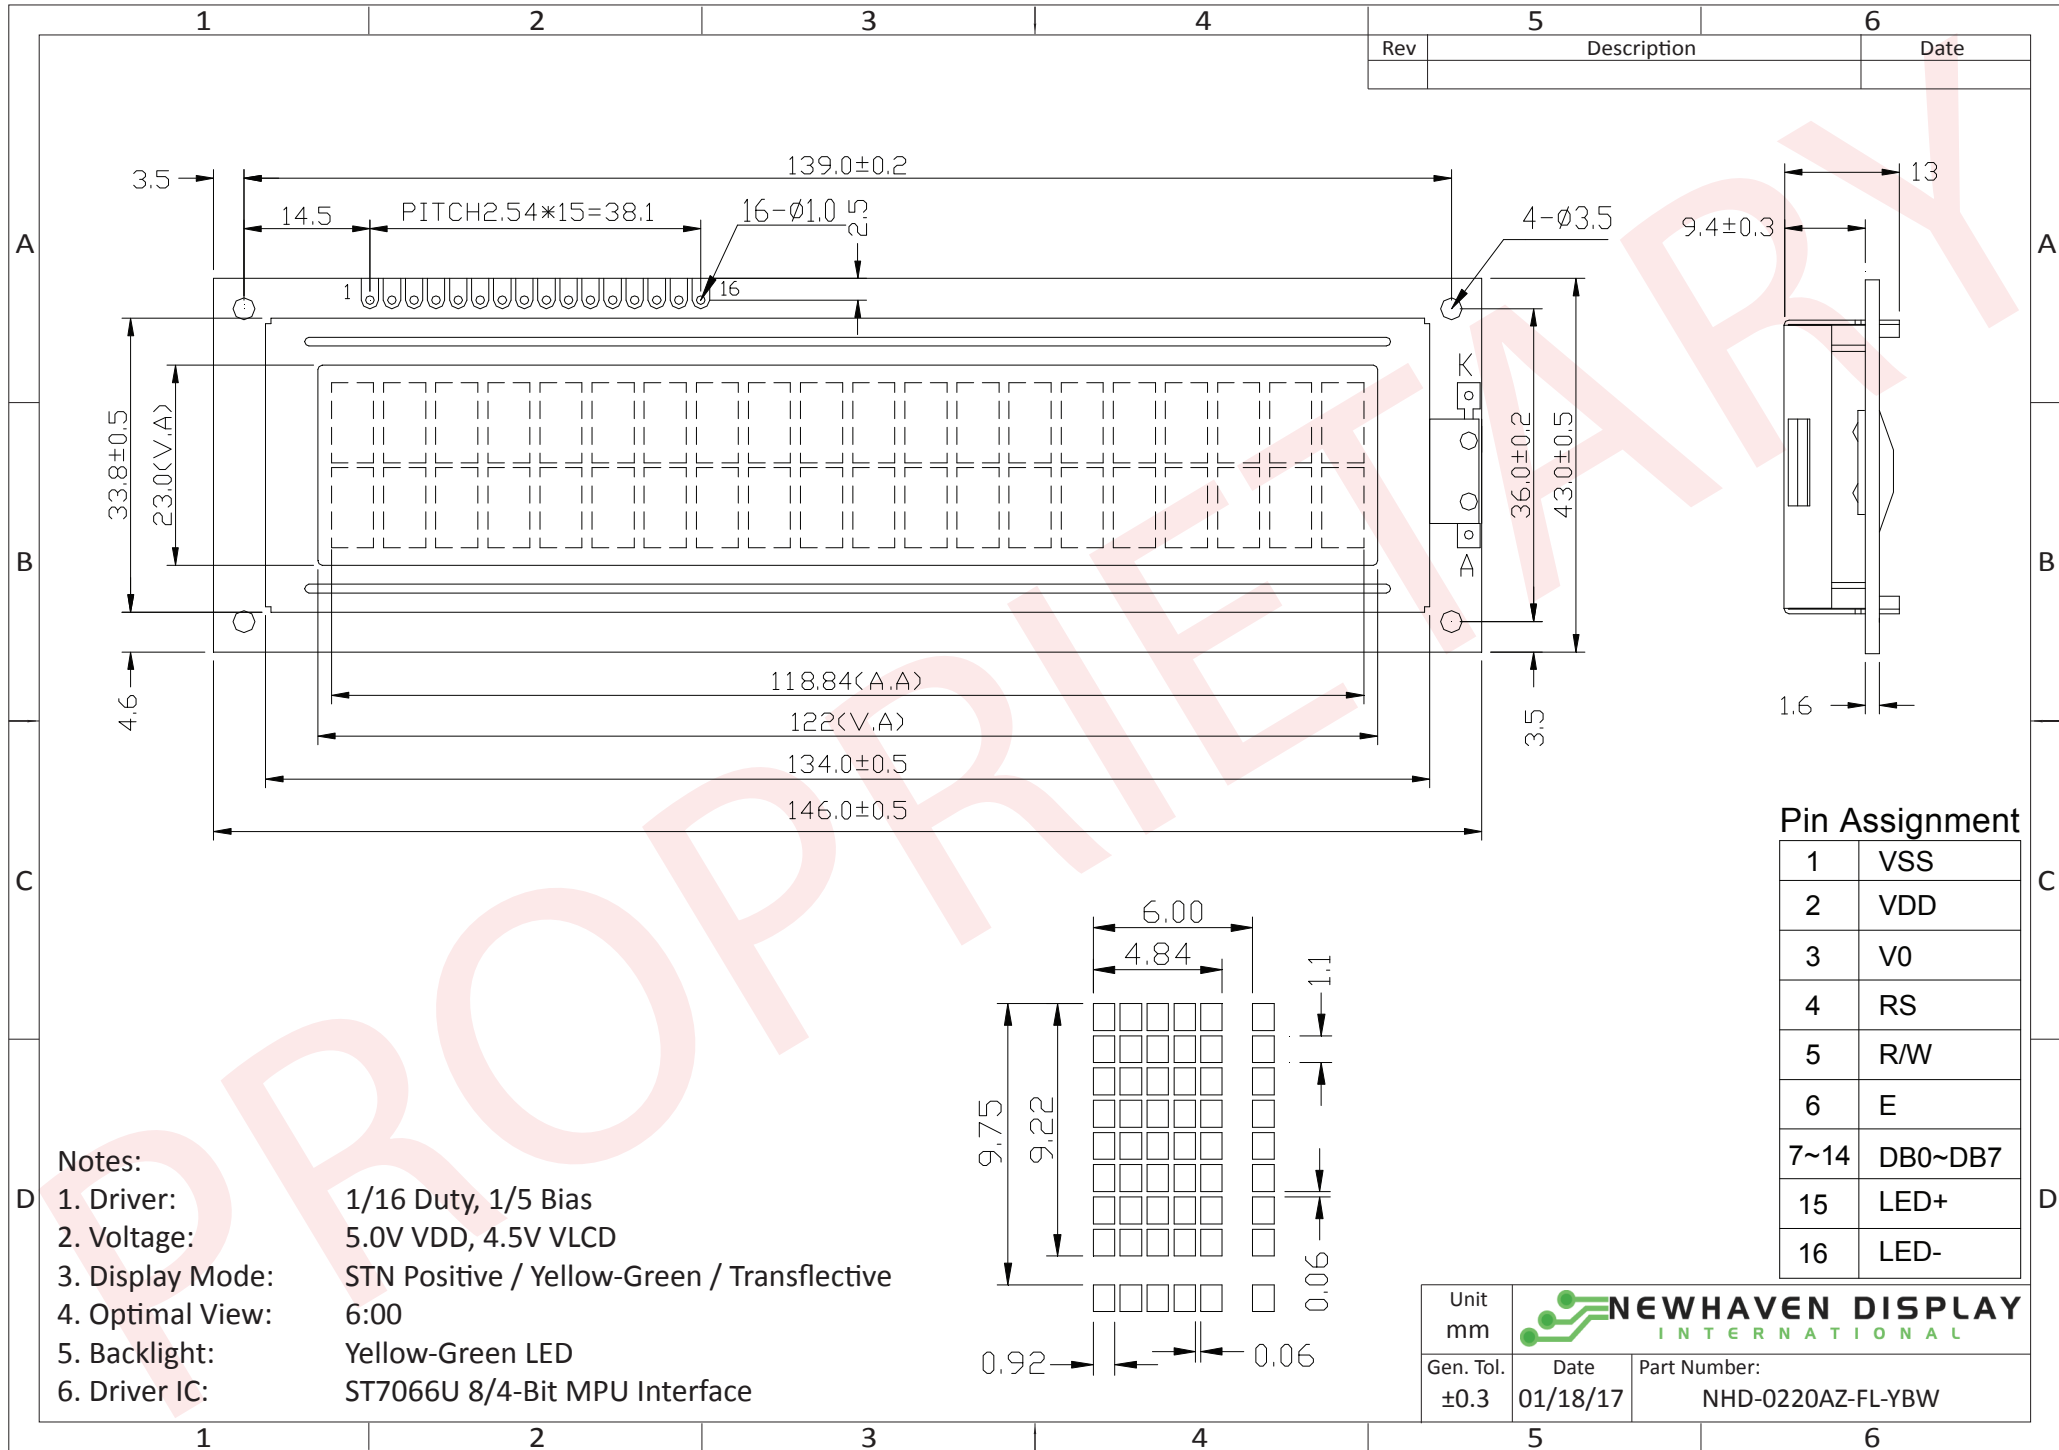 1 2 3 4 5 6
Rev Description Date
A A
B B
C C
D D
139.0±0.2
3.5
14.5
PITCH2.54*15=38.1
16-Ø1.0
2.5
4-Ø3.5
1
16
13
9.4±0.3
K
A
33.8±0.5
23.0(V.A)
36.0±0.2
43.0±0.5
4.6
3.5
118.84(A.A)
122(V.A)
134.0±0.5
146.0±0.5
1.6
PROPRIETARY
Pin Assignment
1 VSS
2 VDD
3 V0
4 RS
5 R/W
6 E
7~14 DB0~DB7
15 LED+
16 LED-
6.00
4.84
1.1
9.75
9.22
0.06
0.92
0.06
Notes:
1. Driver: 1/16 Duty, 1/5 Bias
2. Voltage: 5.0V VDD, 4.5V VLCD
3. Display Mode: STN Positive / Yellow-Green / Transflective
4. Optimal View: 6:00
5. Backlight: Yellow-Green LED
6. Driver IC: ST7066U 8/4-Bit MPU Interface
Unit
mm
NEWHAVEN DISPLAY
INTERNATIONAL
Gen. Tol.
±0.3
Date
01/18/17
Part Number:
NHD-0220AZ-FL-YBW
1 2 3 4 5 6